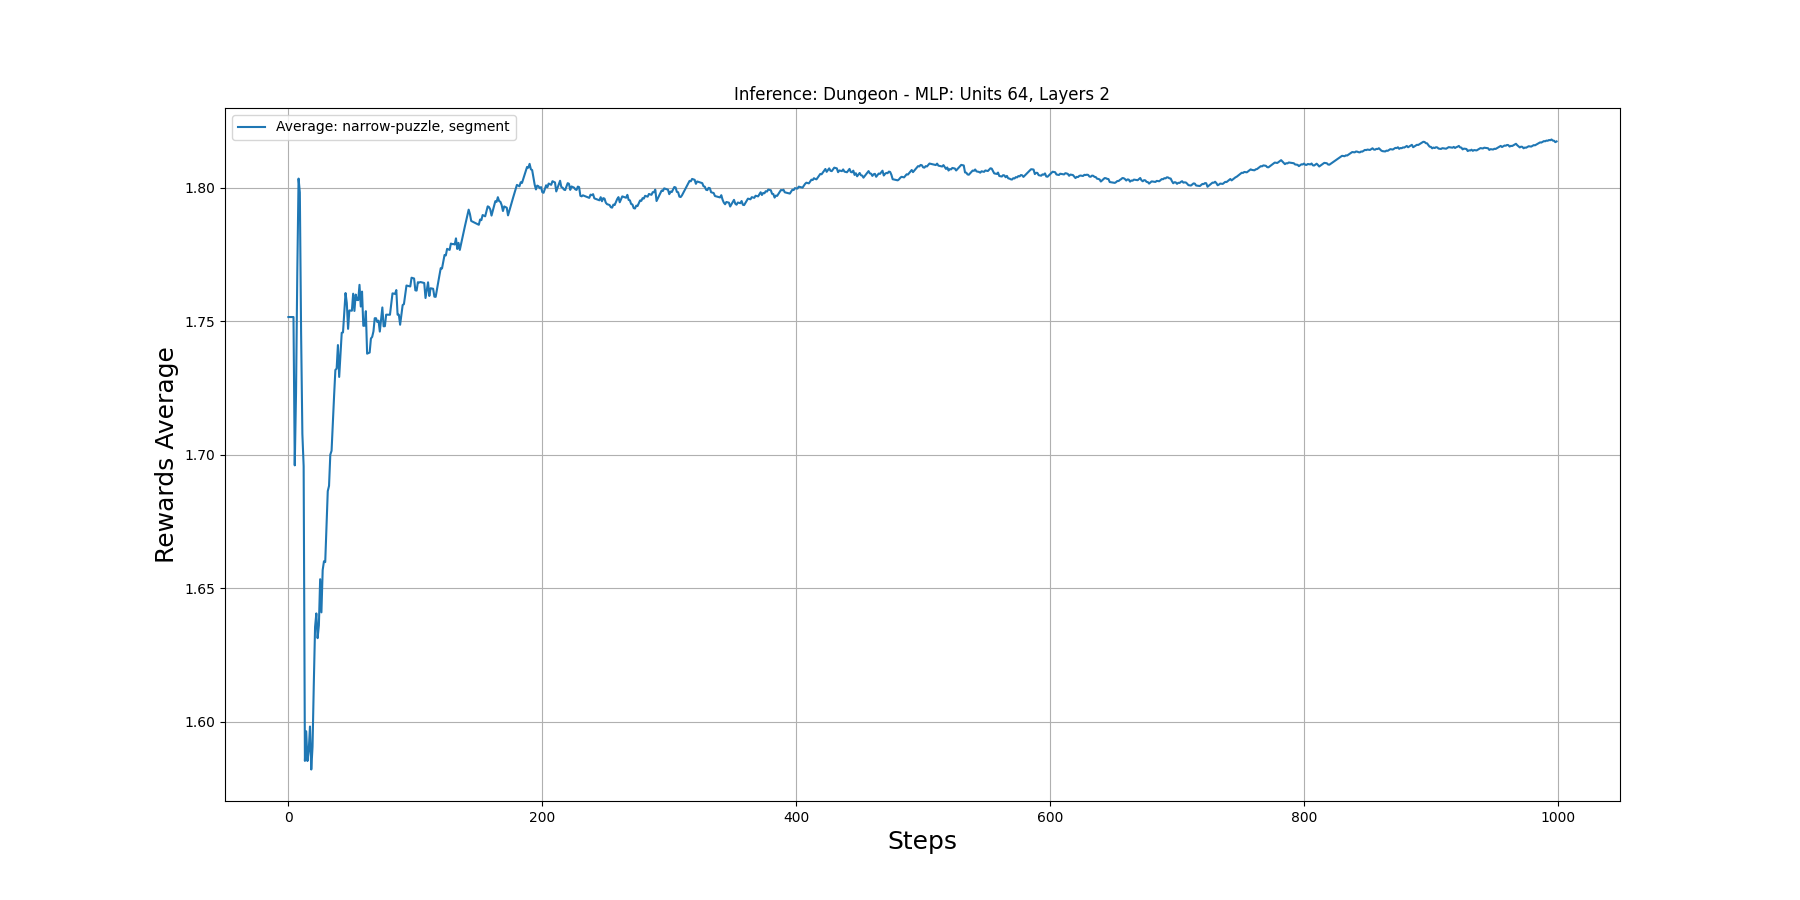 Inference: Dungeon - MLP: Units 64, Layers 2
Average: narrow-puzzle, segment
Rewards Average
1.80
1.75
1.70
1.65
1.60
0 200 400 600 800 1000
Steps